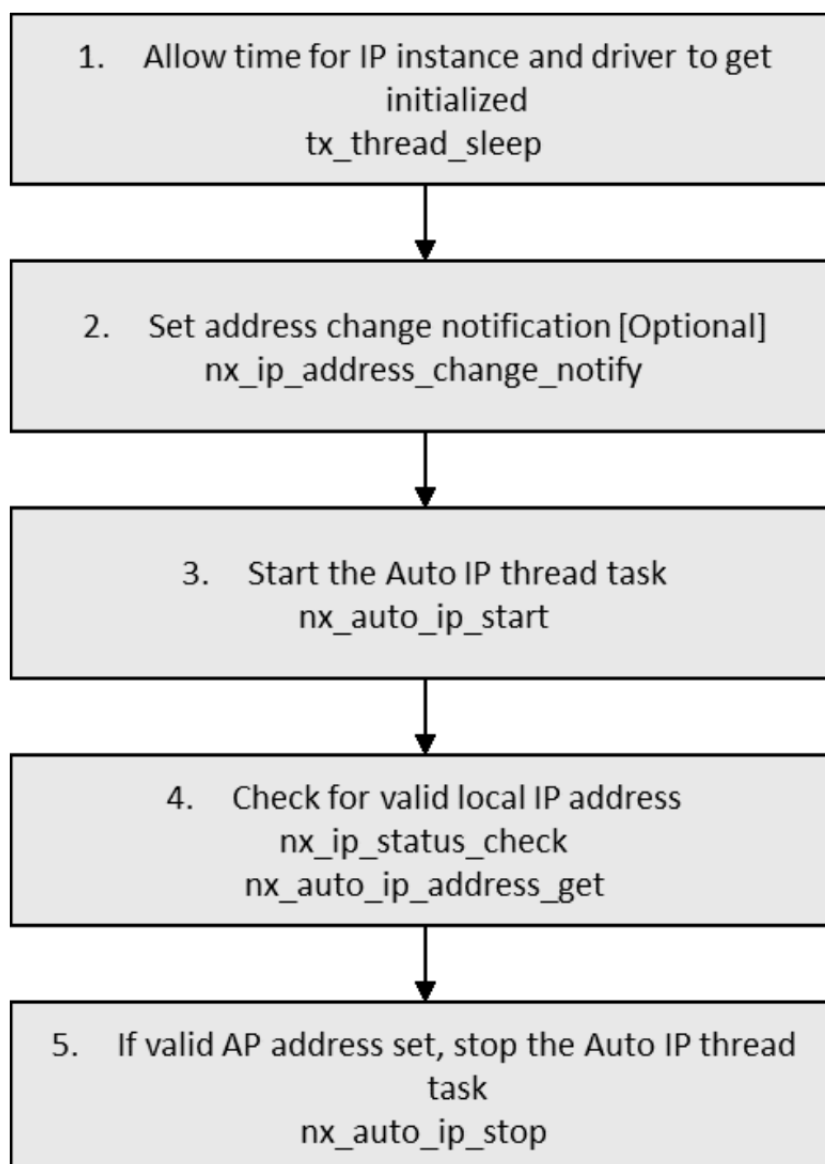 1. Allow time for IP instance and driver to get
initialized
tx_thread_sleep
2. Set address change notification [Optional]
nx_ip_address_change_notify
3. Start the Auto IP thread task
nx_auto_ip_start
4. Check for valid local IP address
nx_ip_status_check
nx_auto_ip_address_get
5. If valid AP address set, stop the Auto IP thread
task
nx_auto_ip_stop